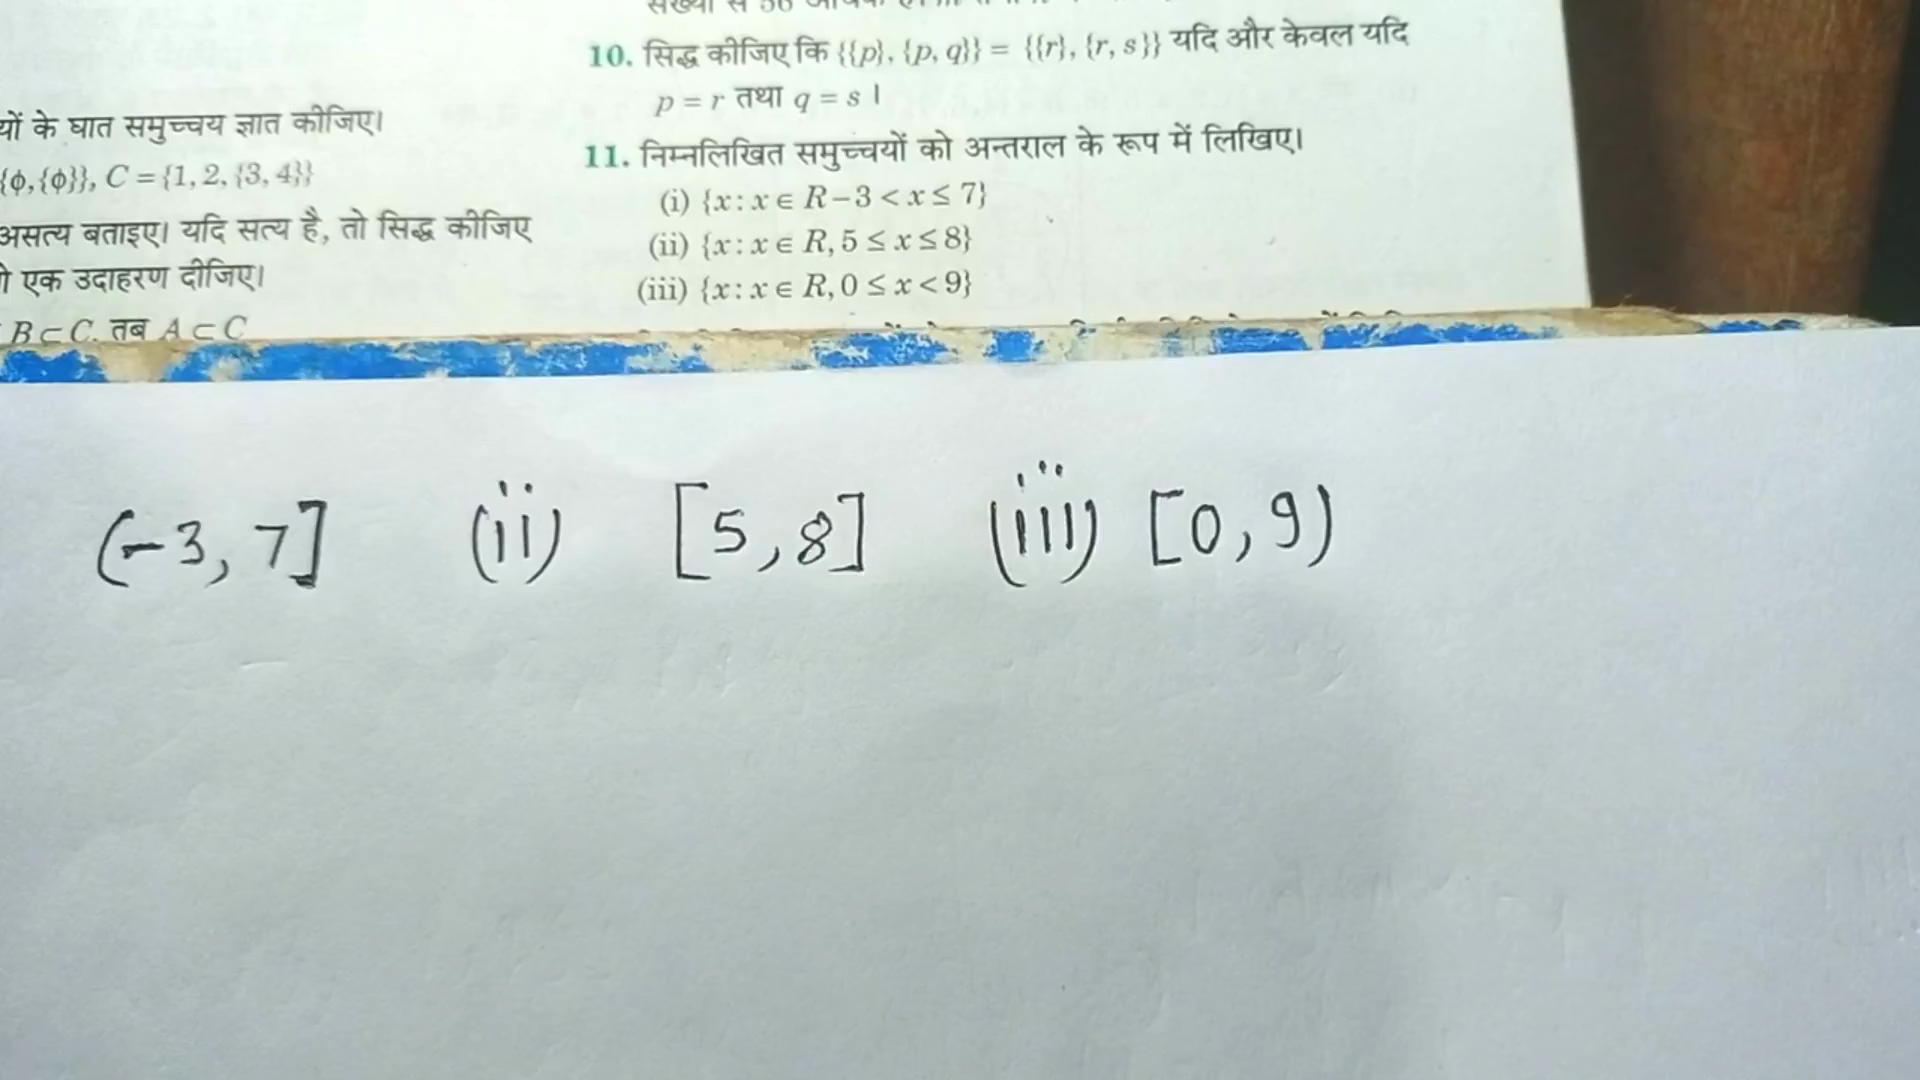 10. सिद्ध कीजिए कि {{p}, {p, q}} = {{r}, {r, s}} यदि और केवल यदि
p = r तथा q = s ।
यों के घात समुच्चय ज्ञात कीजिए।
{ϕ,{ϕ}}, C = {1, 2, {3, 4}}
असत्य बताइए। यदि सत्य है, तो सिद्ध कीजिए
एक उदाहरण दीजिए।
B ⊂ C, तब A ⊂ C
11. निम्नलिखित समुच्चयों को अन्तराल के रूप में लिखिए।
(i) {x : x ∈ R – 3 < x ≤ 7}
(ii) {x : x ∈ R, 5 ≤ x ≤ 8}
(iii) {x : x ∈ R, 0 ≤ x < 9}
(-3, 7] (ii) [5, 8] (iii) [0, 9)